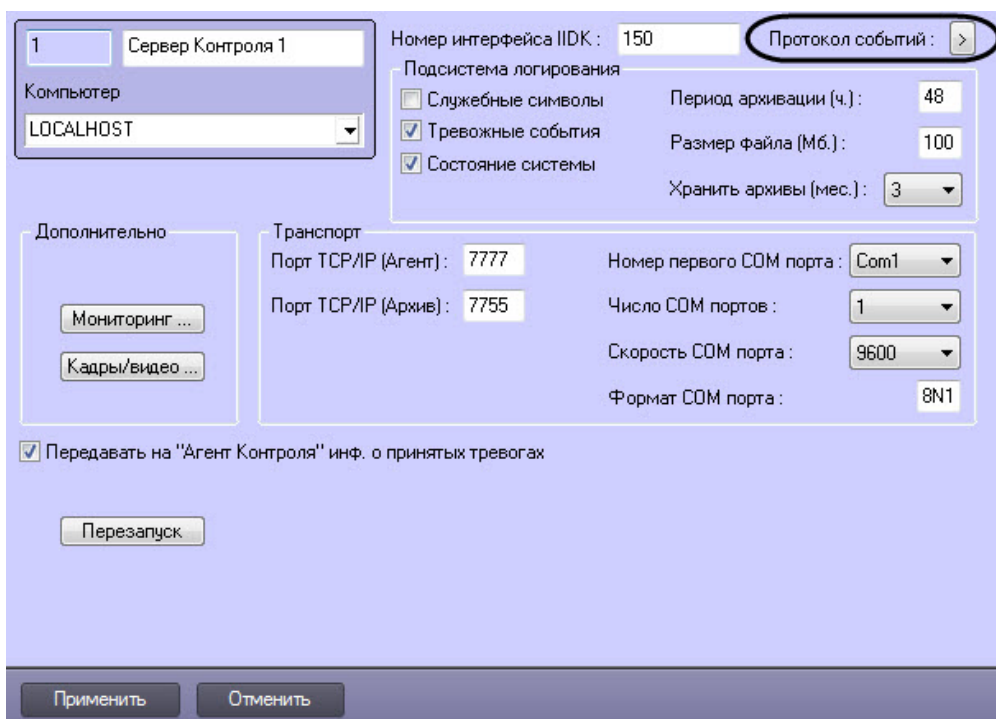 1 Сервер Контроля 1 Номер интерфейса IIDK : 150 Протокол событий : >
Компьютер
LOCALHOST
Подсистема логирования
Служебные символы Период архивации (ч.) : 48
Тревожные события Размер файла (Мб.) : 100
Состояние системы
Хранить архивы (мес.) : 3
Дополнительно
Мониторинг ...
Кадры/видео ...
Транспорт
Порт TCP/IP (Агент) : 7777 Номер первого COM порта : Com1
Порт TCP/IP (Архив) : 7755 Число COM портов : 1
Скорость COM порта : 9600
Формат COM порта : 8N1
Передавать на "Агент Контроля" инф. о принятых тревогах
Перезапуск
Применить Отменить